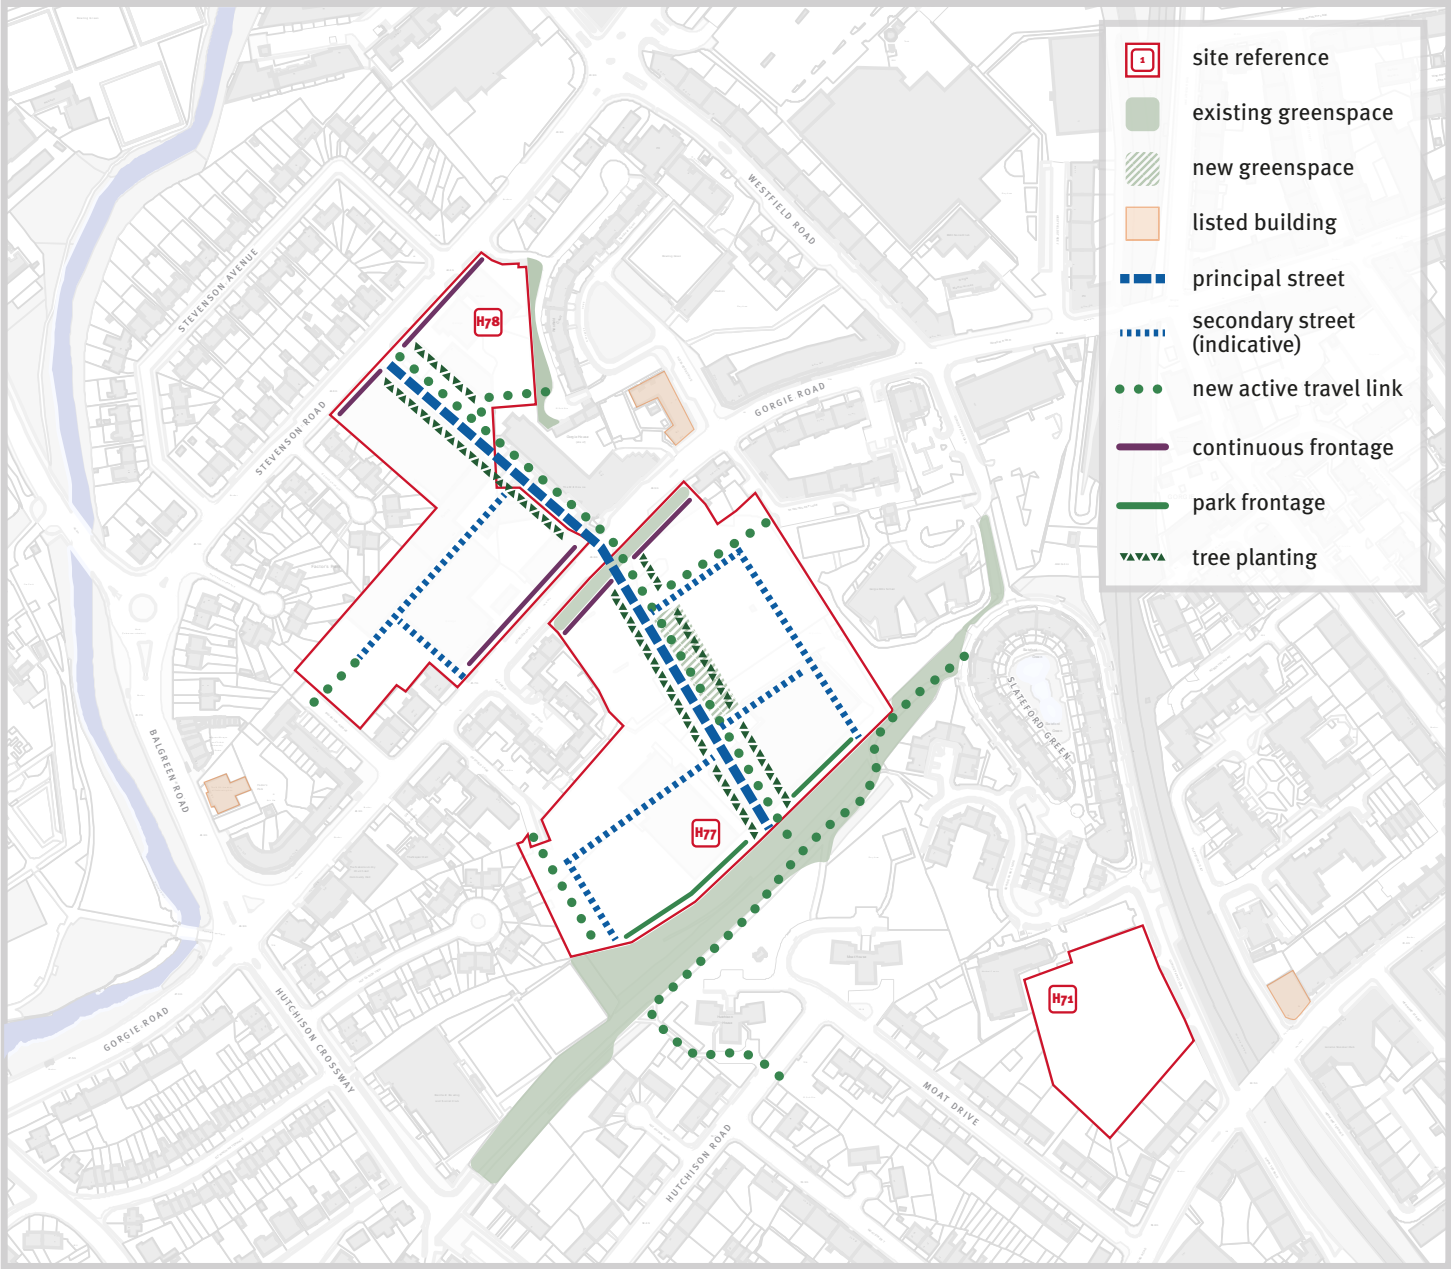 1
site reference
existing greenspace
new greenspace
listed building
principal street
secondary street
(indicative)
new active travel link
continuous frontage
park frontage
tree planting
WESTFIELD ROAD
STEVENSON AVENUE
H78
GORGIE ROAD
STEVENSON ROAD
SLATEFORD GREEN
BALGREEN ROAD
H77
H71
GORGIE ROAD
HUTCHISON CROSSWAY
MOAT DRIVE
HUTCHISON ROAD